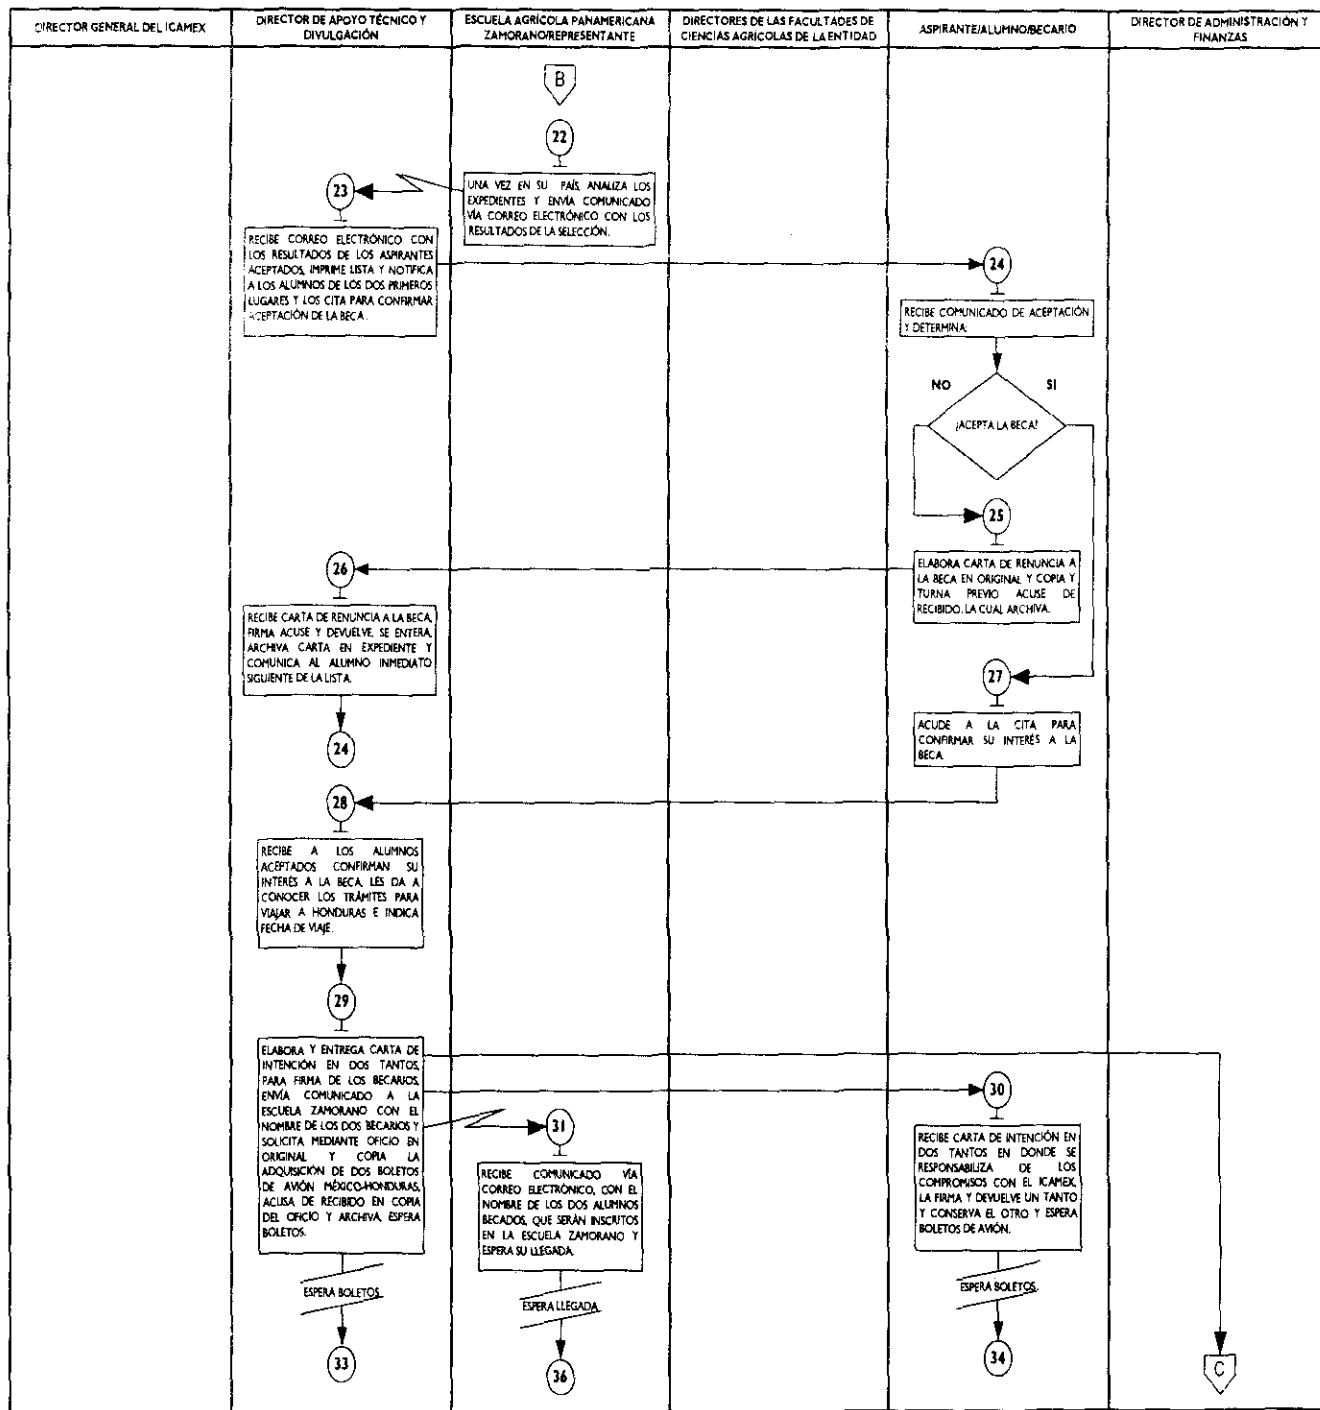 DIRECTOR GENERAL DEL ICAMEX
DIRECTOR DE APOYO TÉCNICO Y
DIVULGACIÓN
ESCUELA AGRÍCOLA PANAMERICANA
ZAMORANO/REPRESENTANTE
DIRECTORES DE LAS FACULTADES DE
CIENCIAS AGRÍCOLAS DE LA ENTIDAD
ASPIRANTE/ALUMNO/BECARIO
DIRECTOR DE ADMINISTRACIÓN Y
FINANZAS
B
22
UNA VEZ EN SU PAÍS, ANALIZA LOS
EXPEDIENTES Y ENVÍA COMUNICADO
VÍA CORREO ELECTRÓNICO CON LOS
RESULTADOS DE LA SELECCIÓN.
23
RECIBE CORREO ELECTRÓNICO CON
LOS RESULTADOS DE LOS ASPIRANTES
ACEPTADOS, IMPRIME LISTA Y NOTIFICA
A LOS ALUMNOS DE LOS DOS PRIMEROS
LUGARES Y LOS CITA PARA CONFIRMAR
ACEPTACIÓN DE LA BECA.
24
RECIBE COMUNICADO DE ACEPTACIÓN
Y DETERMINA:
NO
SI
¿ACEPTA LA BECA?
25
ELABORA CARTA DE RENUNCIA A
LA BECA EN ORIGINAL Y COPIA Y
TURNA PREVIO ACUSE DE
RECIBIDO, LA CUAL ARCHIVA.
26
RECIBE CARTA DE RENUNCIA A LA BECA,
FIRMA ACUSE Y DEVUELVE, SE ENTERA,
ARCHIVA CARTA EN EXPEDIENTE Y
COMUNICA AL ALUMNO INMEDIATO
SIGUIENTE DE LA LISTA.
24
27
ACUDE A LA CITA PARA
CONFIRMAR SU INTERÉS A LA
BECA.
28
RECIBE A LOS ALUMNOS
ACEPTADOS CONFIRMAN SU
INTERÉS A LA BECA, LES DA A
CONOCER LOS TRÁMITES PARA
VIAJAR A HONDURAS E INDICA
FECHA DE VIAJE.
29
ELABORA Y ENTREGA CARTA DE
INTENCIÓN EN DOS TANTOS,
PARA FIRMA DE LOS BECARIOS,
ENVÍA COMUNICADO A LA
ESCUELA ZAMORANO CON EL
NOMBRE DE LOS DOS BECARIOS Y
SOLICITA MEDIANTE OFICIO EN
ORIGINAL Y COPIA LA
ADQUISICIÓN DE DOS BOLETOS
DE AVIÓN MÉXICO-HONDURAS,
ACUSA DE RECIBIDO EN COPIA
DEL OFICIO Y ARCHIVA, ESPERA
BOLETOS.
30
RECIBE CARTA DE INTENCIÓN EN
DOS TANTOS EN DONDE SE
RESPONSABILIZA DE LOS
COMPROMISOS CON EL ICAMEX,
LA FIRMA Y DEVUELVE UN TANTO
Y CONSERVA EL OTRO Y ESPERA
BOLETOS DE AVIÓN.
31
RECIBE COMUNICADO VÍA
CORREO ELECTRÓNICO, CON EL
NOMBRE DE LOS DOS ALUMNOS
BECADOS, QUE SERÁN INSCRITOS
EN LA ESCUELA ZAMORANO Y
ESPERA SU LLEGADA.
ESPERA BOLETOS.
33
ESPERA LLEGADA.
36
ESPERA BOLETOS.
34
C